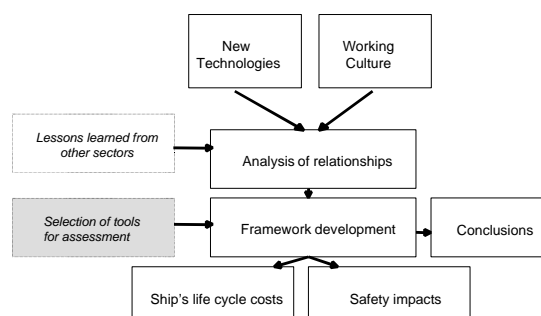 New
Technologies
Working
Culture
Lessons learned from
other sectors
Analysis of relationships
Selection of tools
for assessment
Framework development
Conclusions
Ship's life cycle costs
Safety impacts